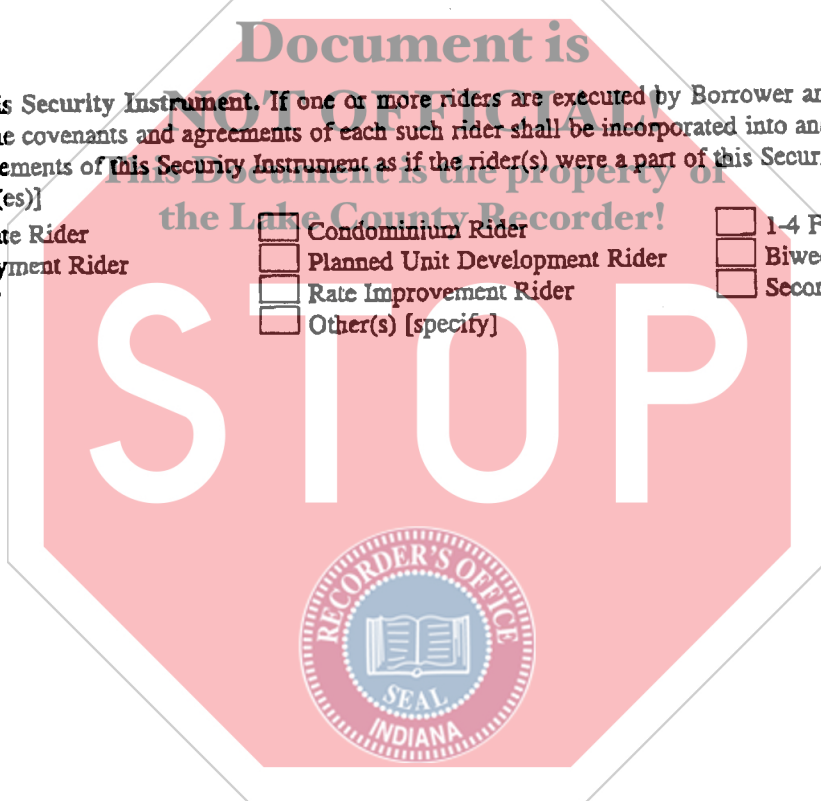 Document is
NOT OFFICIAL!
This Document is the property of
the Lake County Recorder!
is Security Instrument. If one or more riders are executed by Borrower an
e covenants and agreements of each such rider shall be incorporated into an
ements of this Security Instrument as if the rider(s) were a part of this Securi
(es)]
te Rider
yment Rider
Condominium Rider
Planned Unit Development Rider
Rate Improvement Rider
Other(s) [specify]
1-4 F
Biwee
Secon
STOP
RECORDER'S OFFICE
SEAL
INDIANA